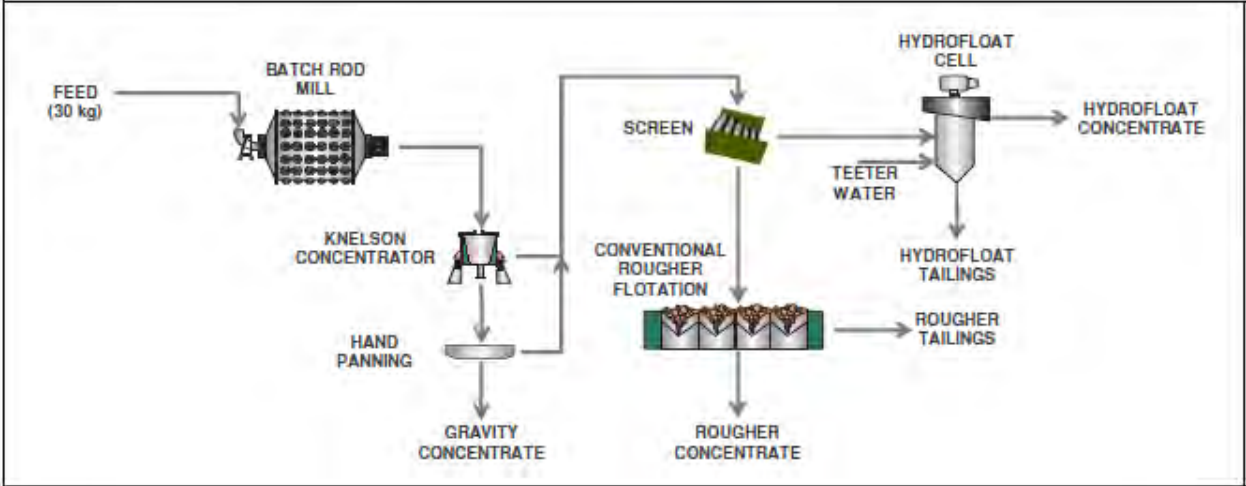 FEED
(30 kg)
BATCH ROD
MILL
KNELSON
CONCENTRATOR
HAND
PANNING
GRAVITY
CONCENTRATE
SCREEN
CONVENTIONAL
ROUGHER
FLOTATION
ROUGHER
CONCENTRATE
ROUGHER
TAILINGS
HYDROFLOAT
CELL
TEETER
WATER
HYDROFLOAT
CONCENTRATE
HYDROFLOAT
TAILINGS